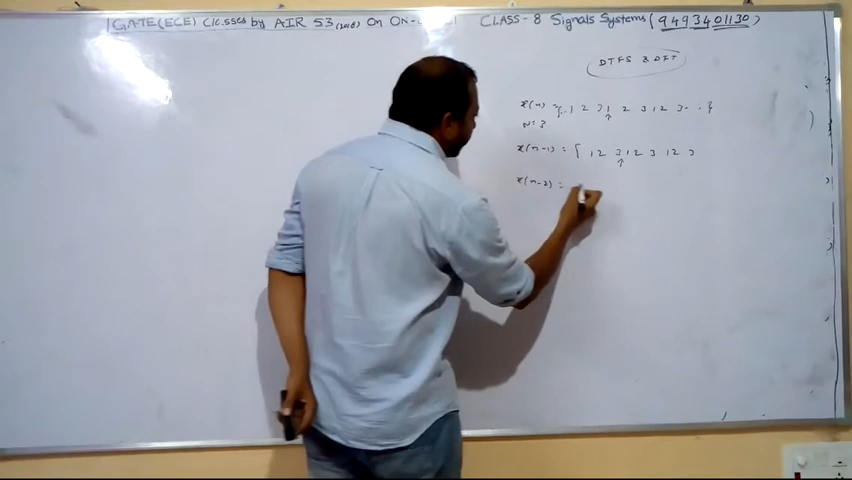 GATE(ECE) Classes by AIR 53 (2018) On ON- CLASS-8 Signals Systems (9493401130)
DTFS & DFT
x(n) = {.. 1 2 3 1 2 3 1 2 3 - . . }
↑
N=3
x(n-1) = { 1 2 3 1 2 3 1 2 3
↑
x(n-2) =